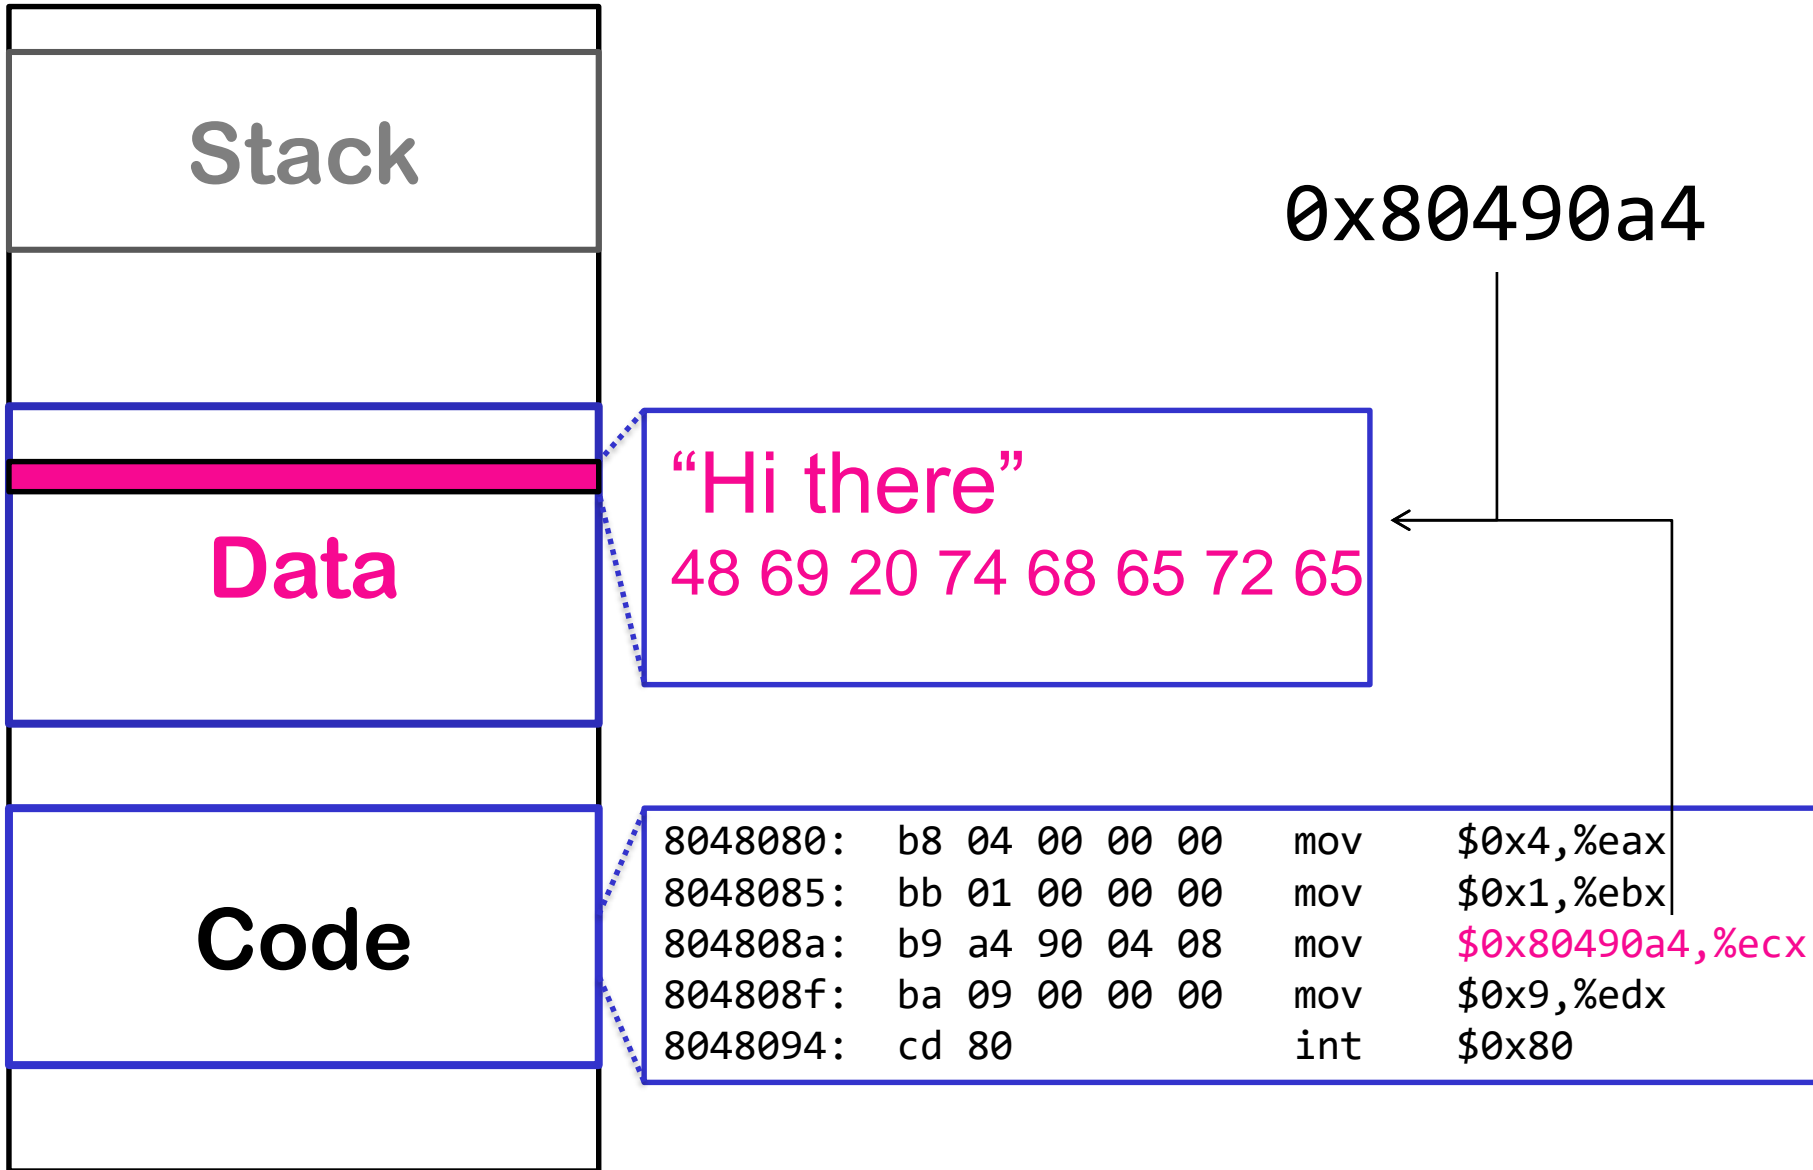 Stack
0x80490a4
“Hi there”
48 69 20 74 68 65 72 65
Data
8048080: b8 04 00 00 00 mov $0x4,%eax
8048085: bb 01 00 00 00 mov $0x1,%ebx
804808a: b9 a4 90 04 08 mov $0x80490a4,%ecx
804808f: ba 09 00 00 00 mov $0x9,%edx
8048094: cd 80 int $0x80
Code